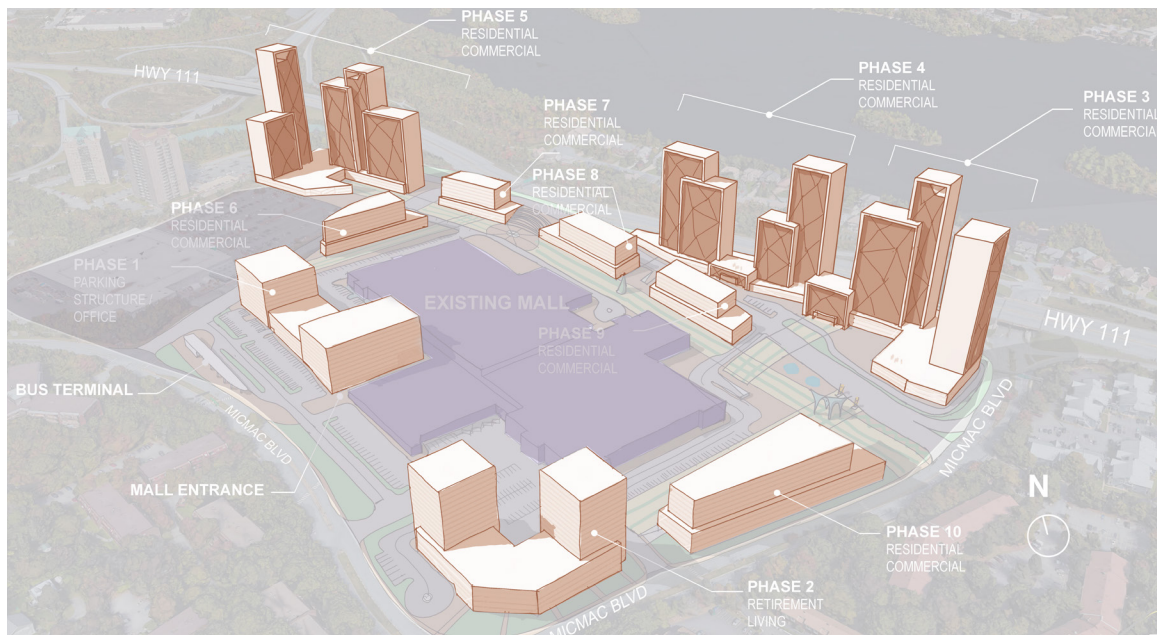 PHASE 5
RESIDENTIAL
COMMERCIAL
HWY 111
PHASE 4
RESIDENTIAL
COMMERCIAL
PHASE 3
RESIDENTIAL
COMMERCIAL
PHASE 7
RESIDENTIAL
COMMERCIAL
PHASE 8
RESIDENTIAL
COMMERCIAL
PHASE 6
RESIDENTIAL
COMMERCIAL
PHASE 1
PARKING
STRUCTURE /
OFFICE
EXISTING MALL
PHASE 9
RESIDENTIAL
COMMERCIAL
HWY 111
BUS TERMINAL
MICMAC BLVD
MICMAC BLVD
MALL ENTRANCE
N
PHASE 10
RESIDENTIAL
COMMERCIAL
PHASE 2
RETIREMENT
LIVING
MICMAC BLVD